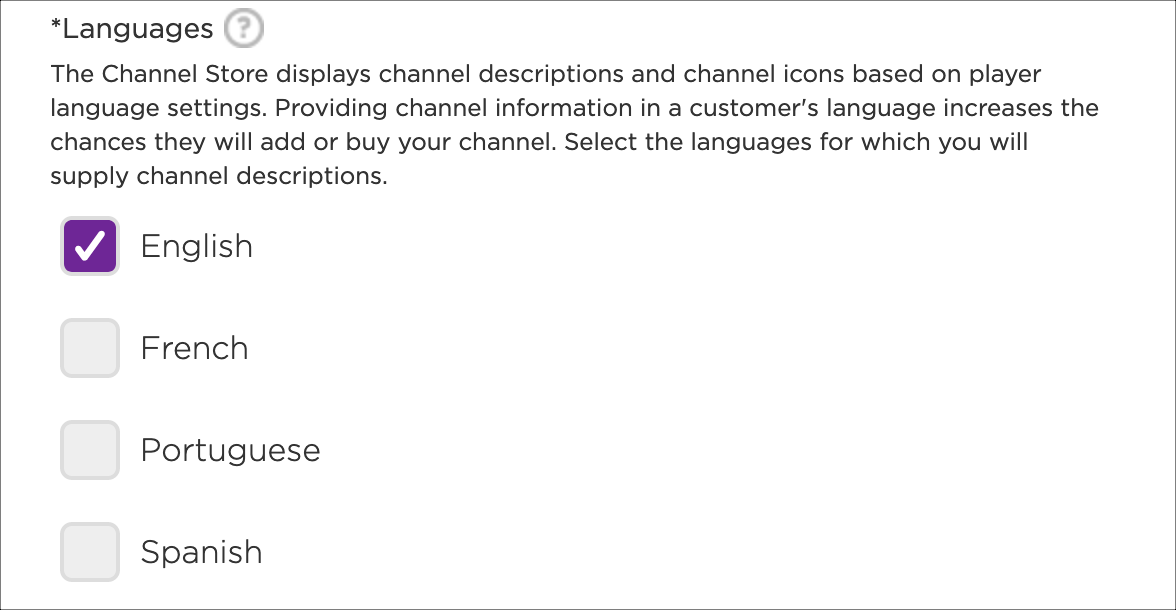 *Languages ?
The Channel Store displays channel descriptions and channel icons based on player
language settings. Providing channel information in a customer's language increases the
chances they will add or buy your channel. Select the languages for which you will
supply channel descriptions.
English
French
Portuguese
Spanish